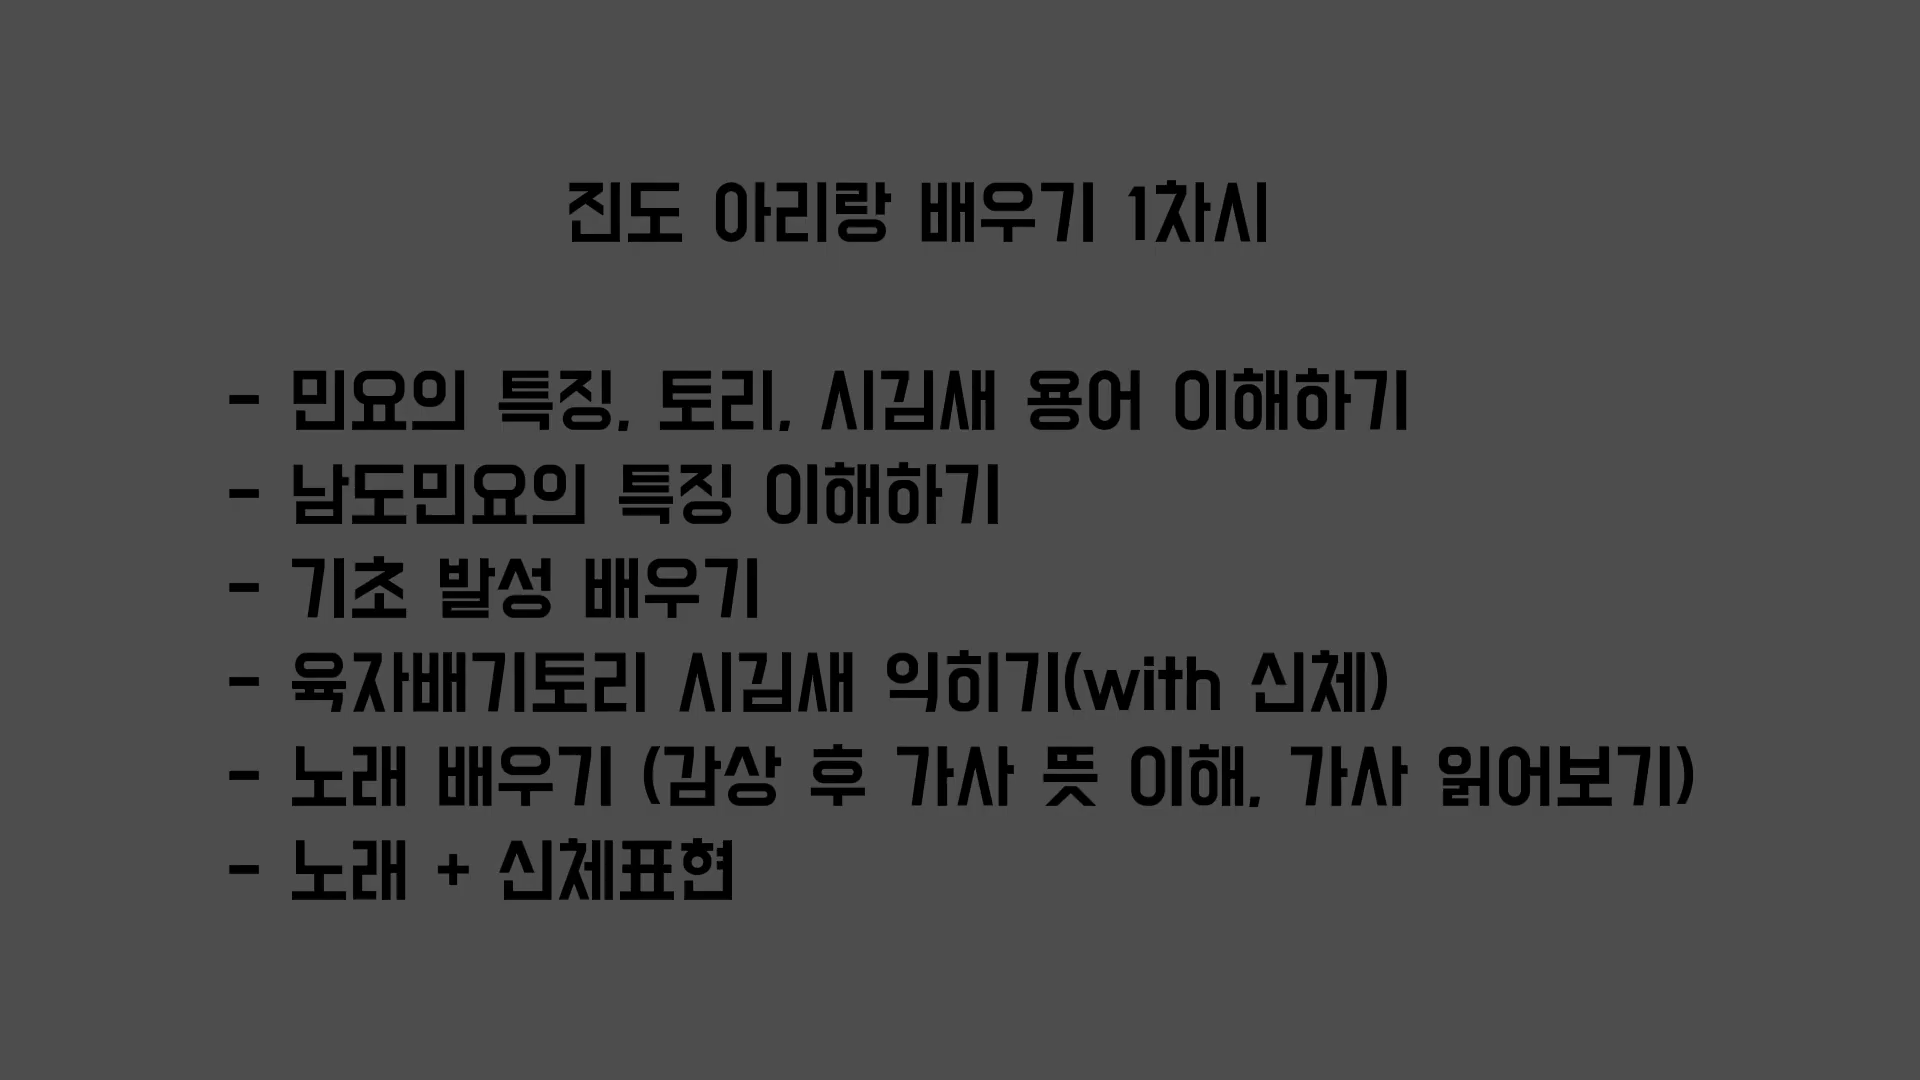 진도 아리랑 배우기 1차시
- 민요의 특징, 토리, 시김새 용어 이해하기
- 남도민요의 특징 이해하기
- 기초 발성 배우기
- 육자배기토리 시김새 익히기(with 신체)
- 노래 배우기 (감상 후 가사 뜻 이해, 가사 읽어보기)
- 노래 + 신체표현